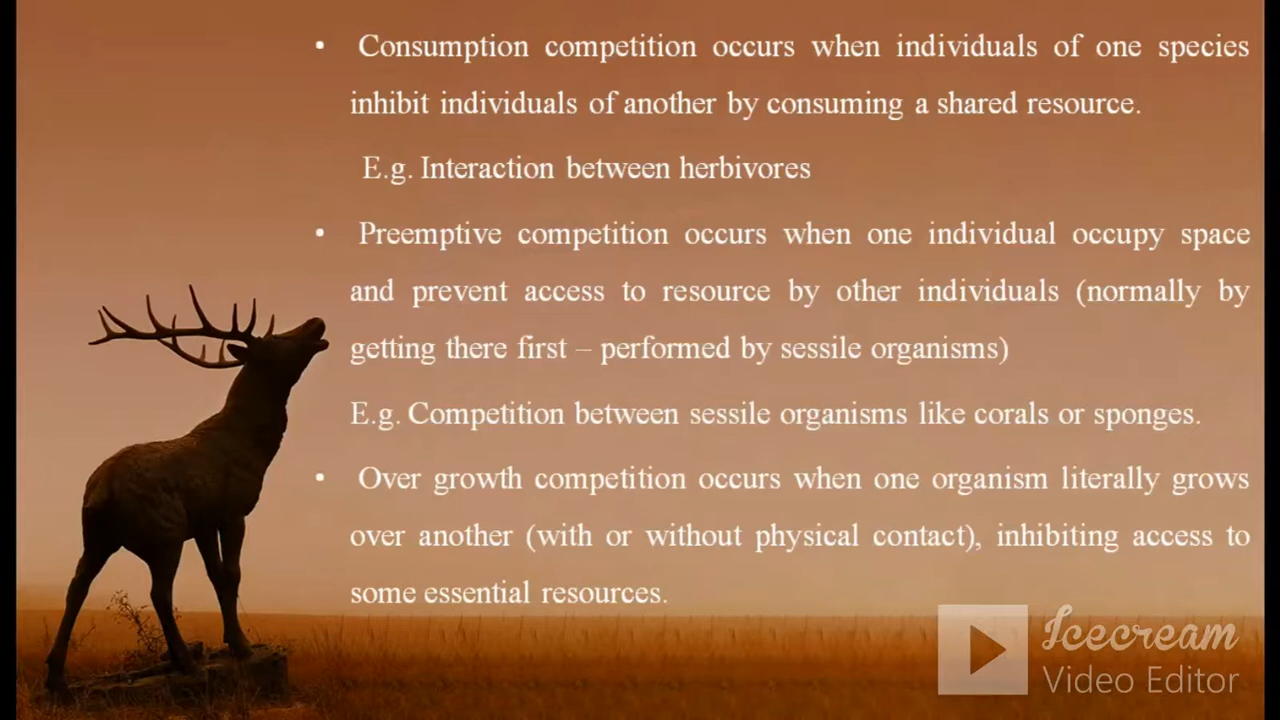 • Consumption competition occurs when individuals of one species
inhibit individuals of another by consuming a shared resource.
E.g. Interaction between herbivores
• Preemptive competition occurs when one individual occupy space
and prevent access to resource by other individuals (normally by
getting there first – performed by sessile organisms)
E.g. Competition between sessile organisms like corals or sponges.
• Over growth competition occurs when one organism literally grows
over another (with or without physical contact), inhibiting access to
some essential resources.
Icecream
Video Editor